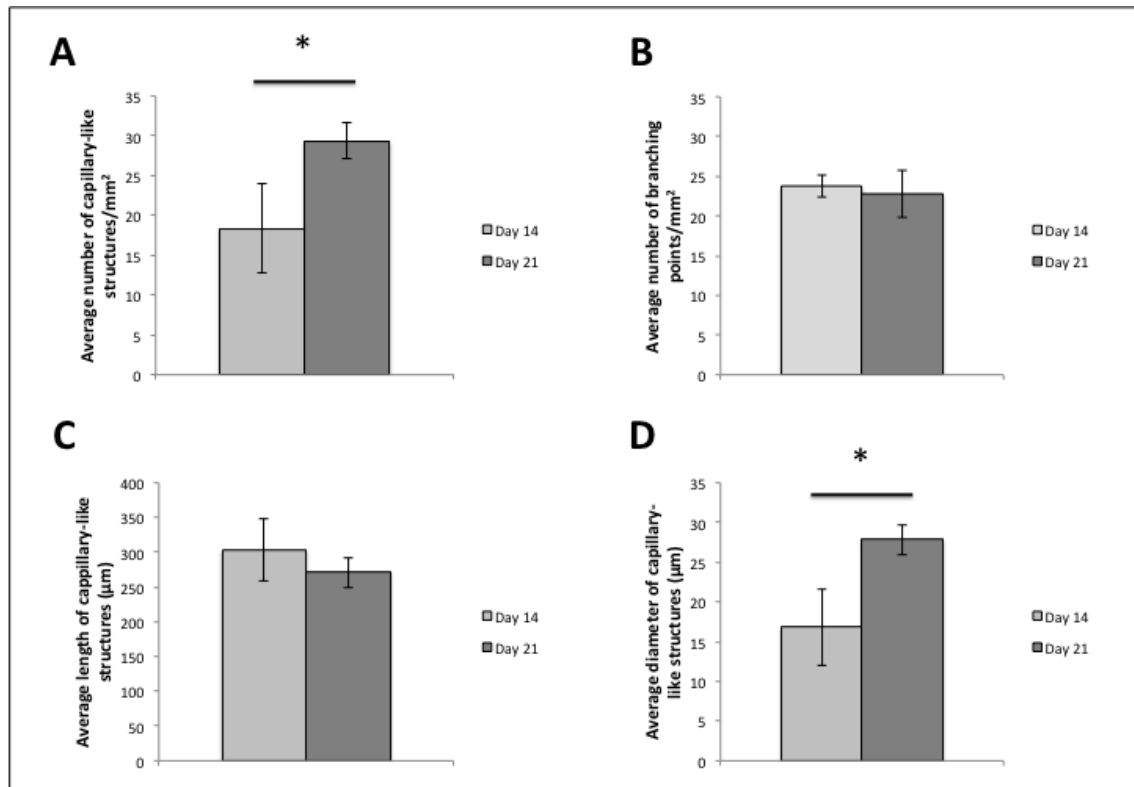 A
*
Average number of capillary-like
structures/mm²
35
30
25
20
15
10
5
0
Day 14
Day 21
B
Average number of branching
points/mm²
35
30
25
20
15
10
5
0
Day 14
Day 21
C
Average length of cappillary-like
structures (µm)
400
350
300
250
200
150
100
50
0
Day 14
Day 21
D
*
Average diameter of capillary-
like structures (µm)
35
30
25
20
15
10
5
0
Day 14
Day 21